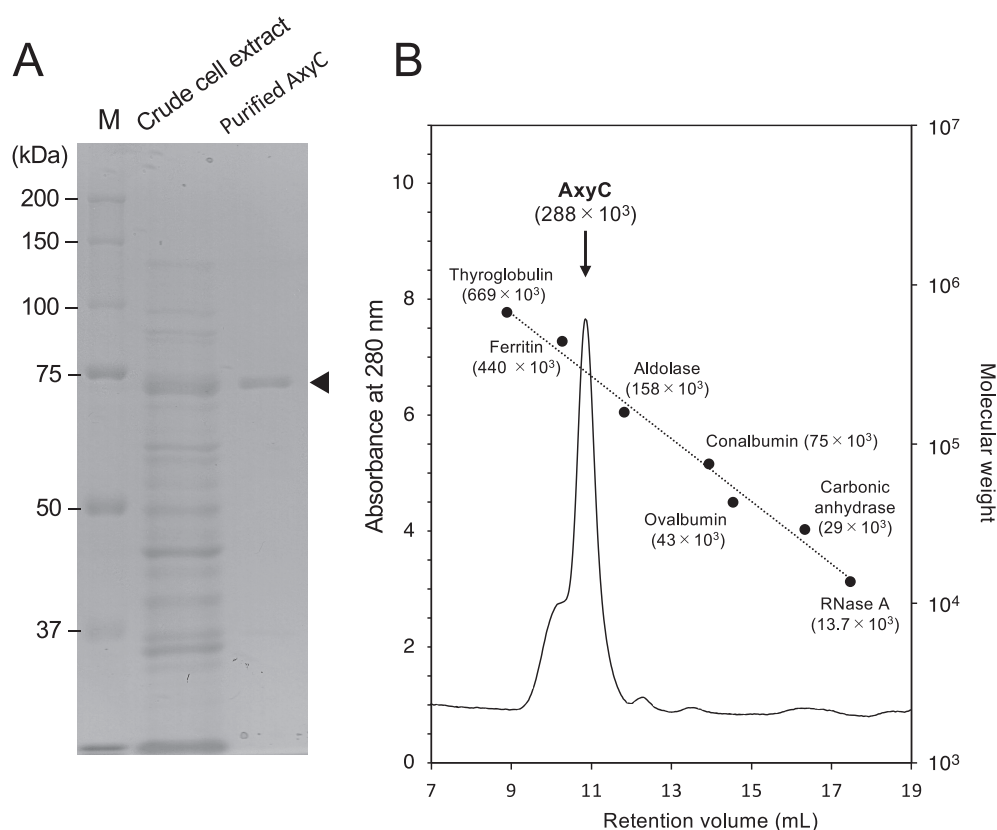 A
M
Crude cell extract
Purified AxyC
(kDa)
200
150
100
75
50
37
B
Absorbance at 280 nm
10
8
6
4
2
0
AxyC
(288 × 10³)
Thyroglobulin
(669 × 10³)
Ferritin
(440 × 10³)
Aldolase
(158 × 10³)
Conalbumin (75 × 10³)
Ovalbumin
(43 × 10³)
Carbonic
anhydrase
(29 × 10³)
RNase A
(13.7 × 10³)
10⁷
10⁶
10⁵
10⁴
10³
Molecular weight
7 9 11 13 15 17 19
Retention volume (mL)